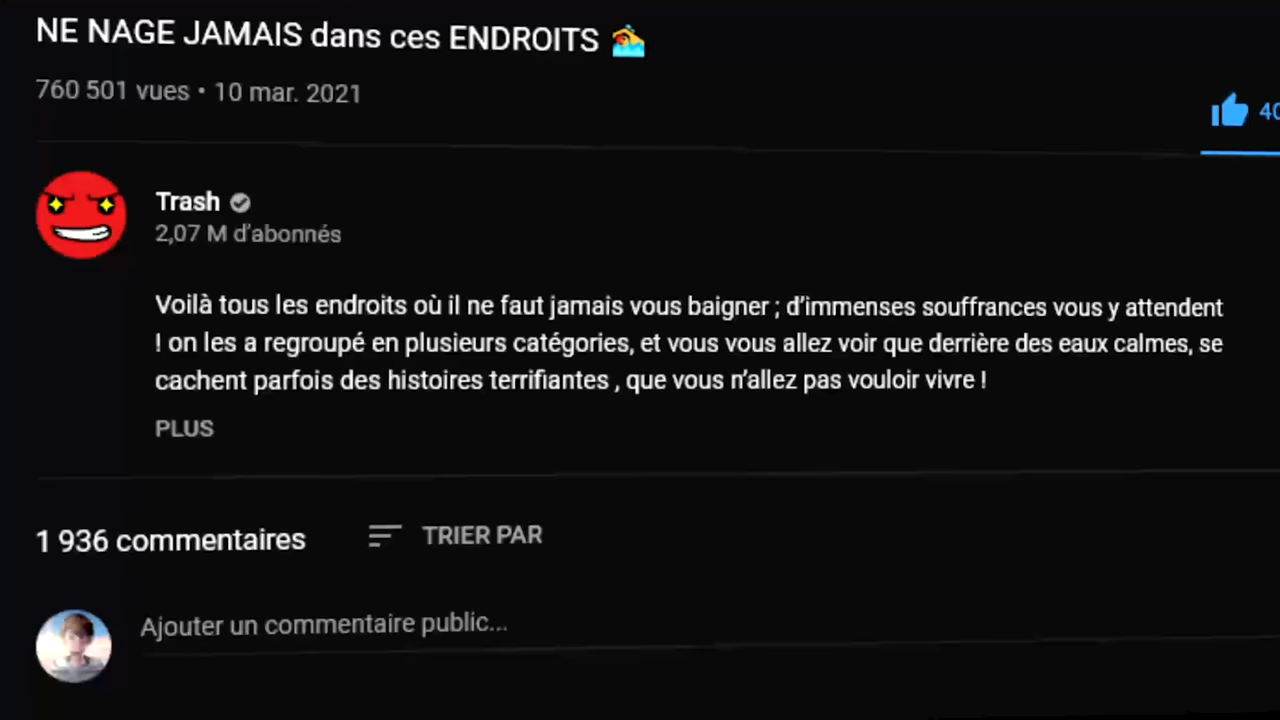 NE NAGE JAMAIS dans ces ENDROITS 🏊
760 501 vues • 10 mar. 2021
40
Trash
2,07 M d'abonnés
Voilà tous les endroits où il ne faut jamais vous baigner ; d'immenses souffrances vous y attendent
! on les a regroupé en plusieurs catégories, et vous vous allez voir que derrière des eaux calmes, se
cachent parfois des histoires terrifiantes , que vous n'allez pas vouloir vivre !
PLUS
1 936 commentaires
TRIER PAR
Ajouter un commentaire public...